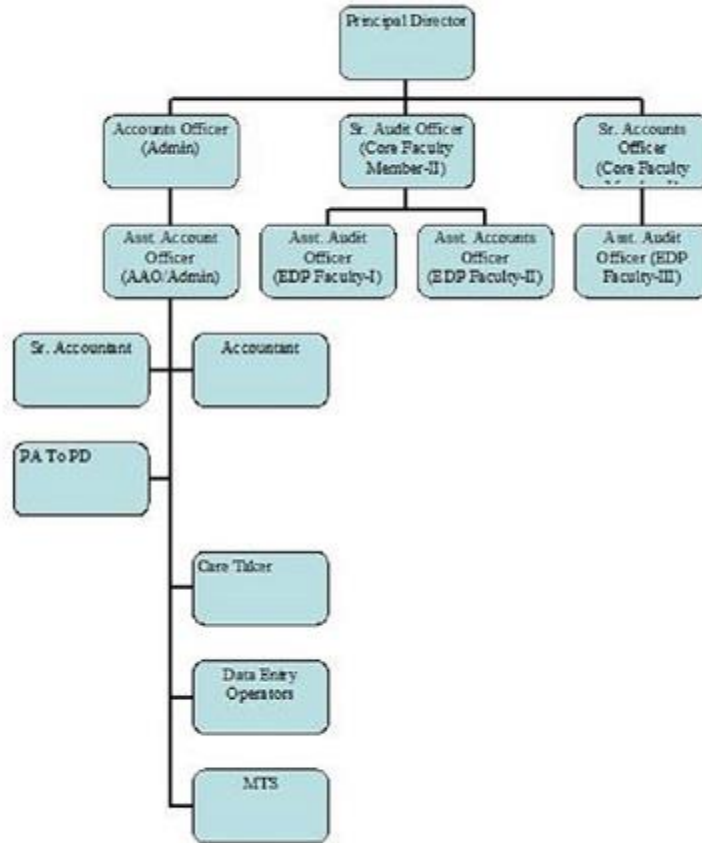 Principal Director
Accounts Officer
(Admin)
Sr. Audit Officer
(Core Faculty
Member-II)
Sr. Accounts
Officer
(Core Faculty
Asst. Account
Officer
(AAO/Admin)
Asst. Audit
Officer
(EDP Faculty-I)
Asst. Accounts
Officer
(EDP Faculty-II)
Asst. Audit
Officer (EDP
Faculty-III)
Sr. Accountant
Accountant
PA To PD
Care Taker
Data Entry
Operators
MTS